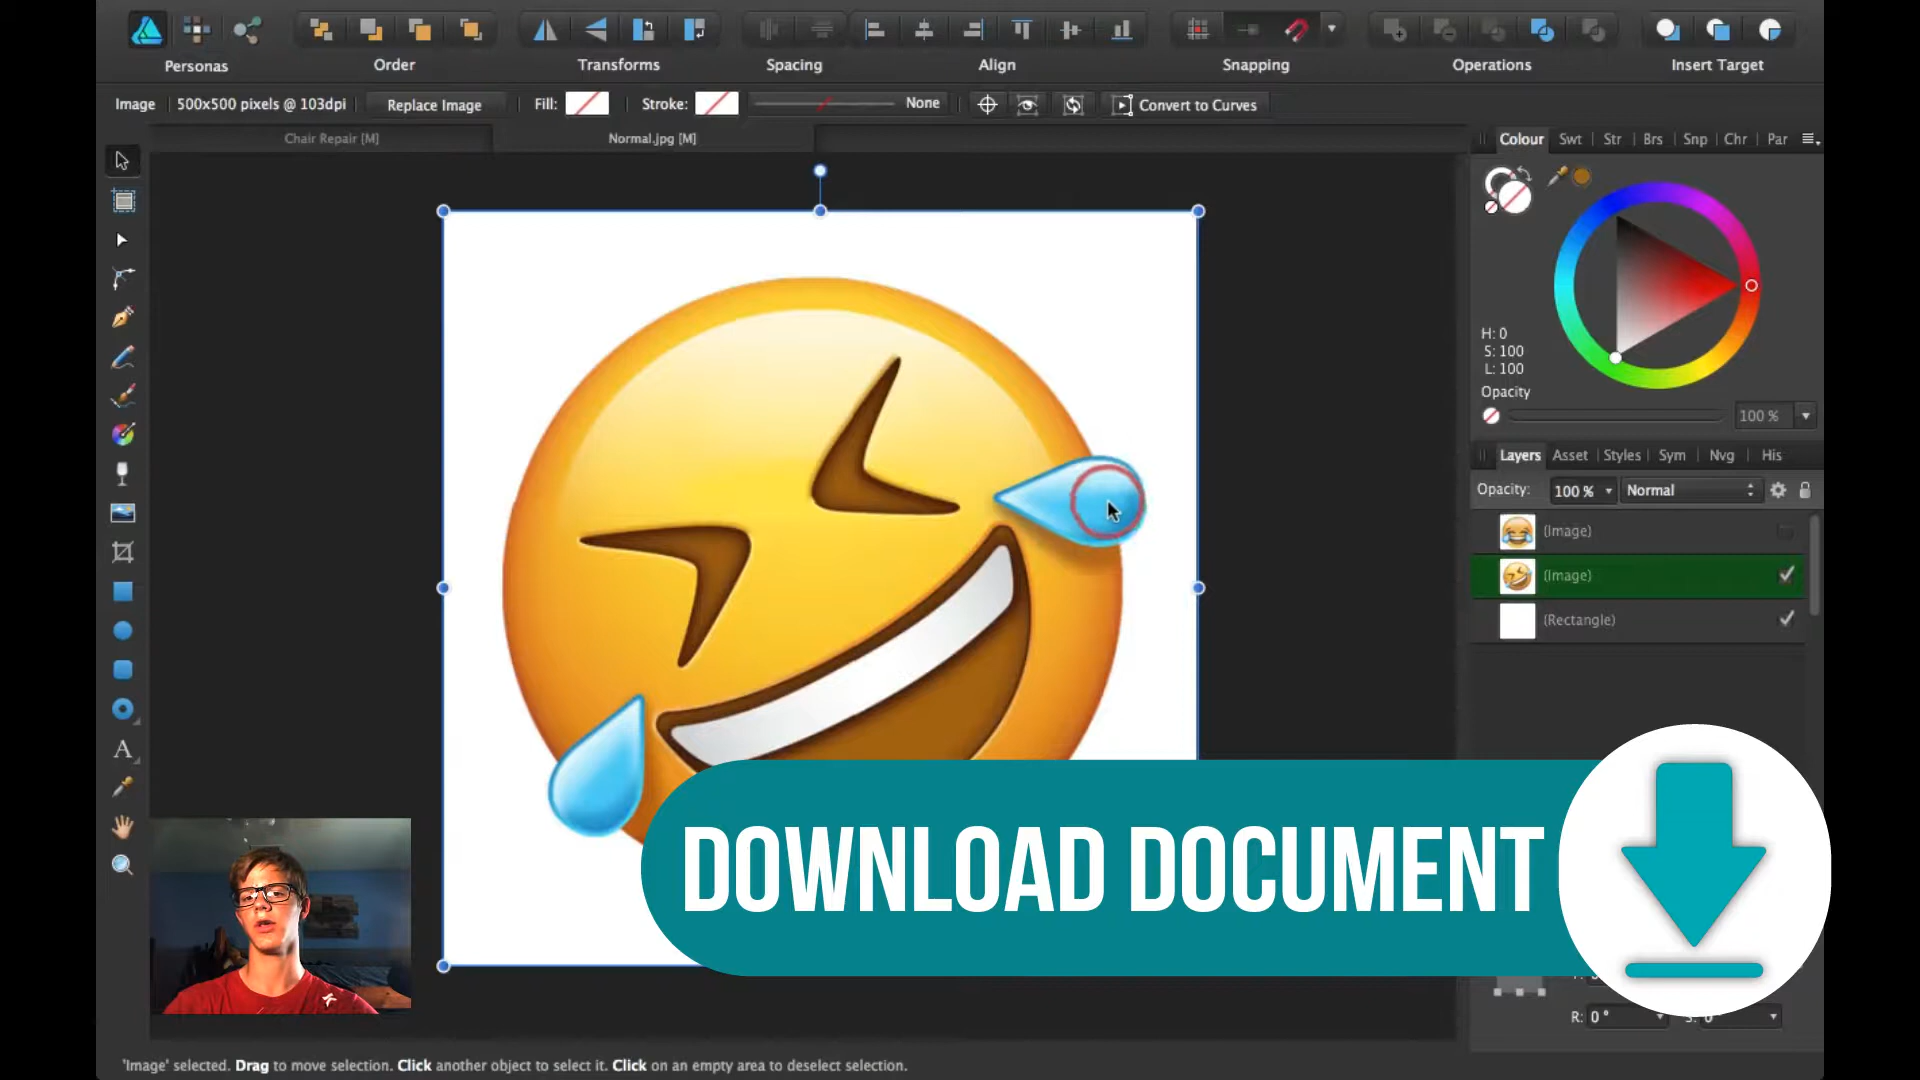 Personas
Order
Transforms
Spacing
Align
Snapping
Operations
Insert Target
Image
500x500 pixels @ 103dpi
Replace Image
Fill:
Stroke:
None
Convert to Curves
Chair Repair [M]
Normal.jpg [M]
Colour Swt Str Brs Snp Chr Par
H: 0
S: 100
L: 100
Opacity
100 %
Layers Asset Styles Sym Nvg His
Opacity: 100 % Normal
(Image)
(Image)
(Rectangle)
A
DOWNLOAD DOCUMENT
R: 0 °
'Image' selected. Drag to move selection. Click another object to select it. Click on an empty area to deselect selection.